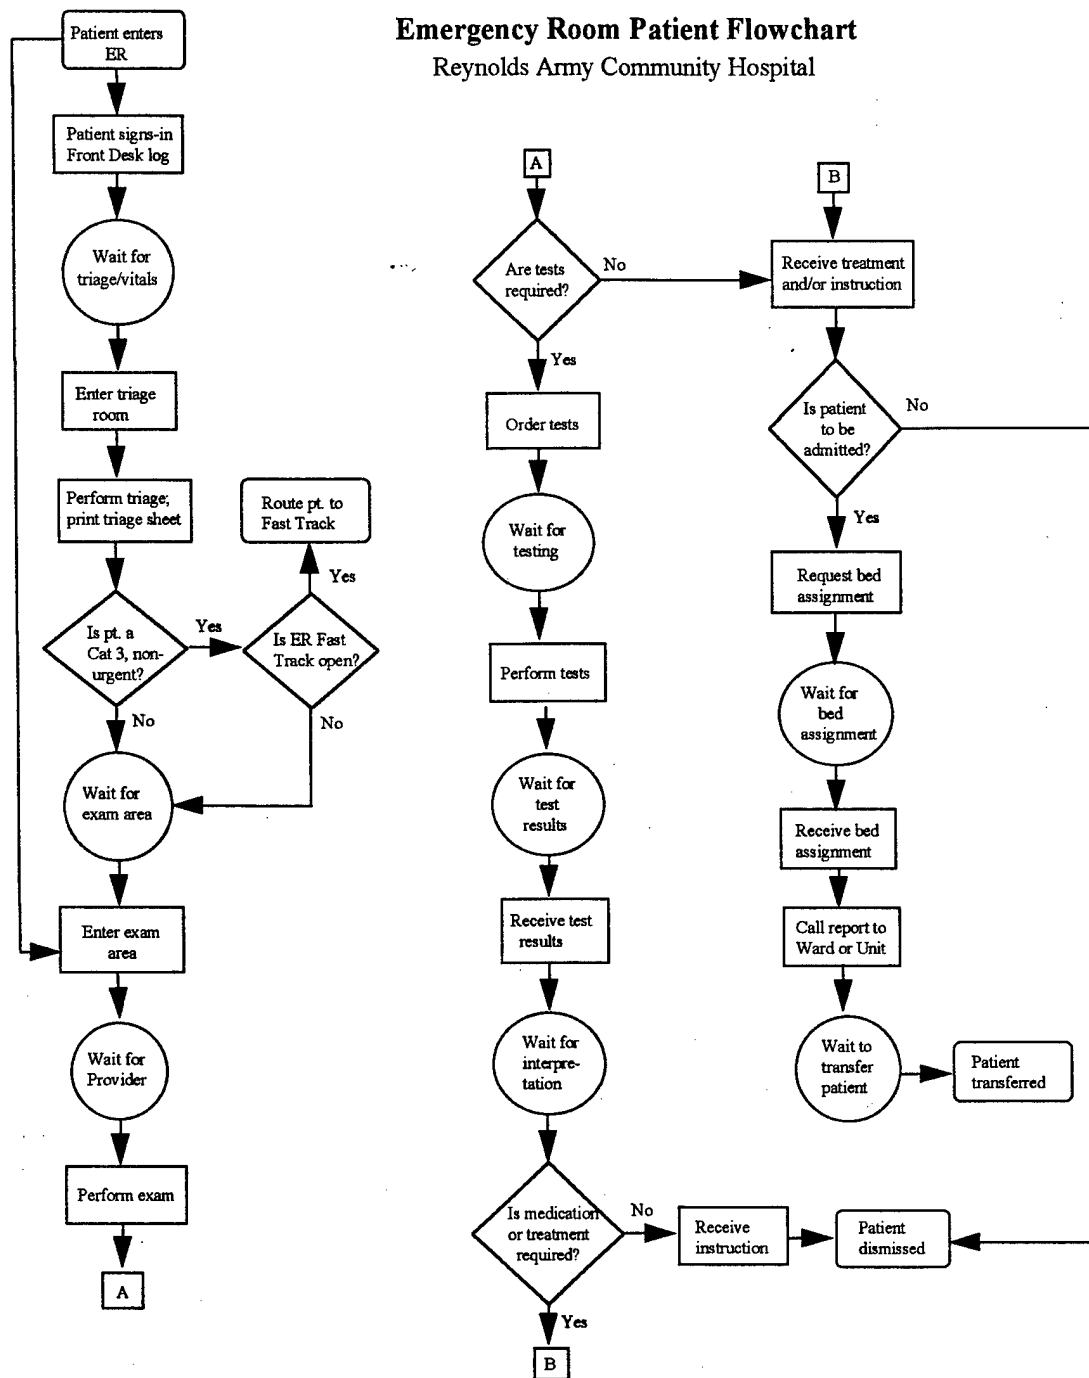 Emergency Room Patient Flowchart
Reynolds Army Community Hospital
Patient enters
ER
Patient signs-in
Front Desk log
Wait for
triage/vitals
Enter triage
room
Perform triage;
print triage sheet
Route pt. to
Fast Track
Yes
Is pt. a
Cat 3, non-
urgent?
Yes
Is ER Fast
Track open?
No
No
Wait for
exam area
Enter exam
area
Wait for
Provider
Perform exam
A
A
Are tests
required?
No
Yes
Order tests
Wait for
testing
Perform tests
Wait for
test
results
Receive test
results
Wait for
interpre-
tation
Is medication
or treatment
required?
No
Receive
instruction
Patient
dismissed
Yes
B
B
Receive treatment
and/or instruction
Is patient
to be
admitted?
No
Yes
Request bed
assignment
Wait for
bed
assignment
Receive bed
assignment
Call report to
Ward or Unit
Wait to
transfer
patient
Patient
transferred